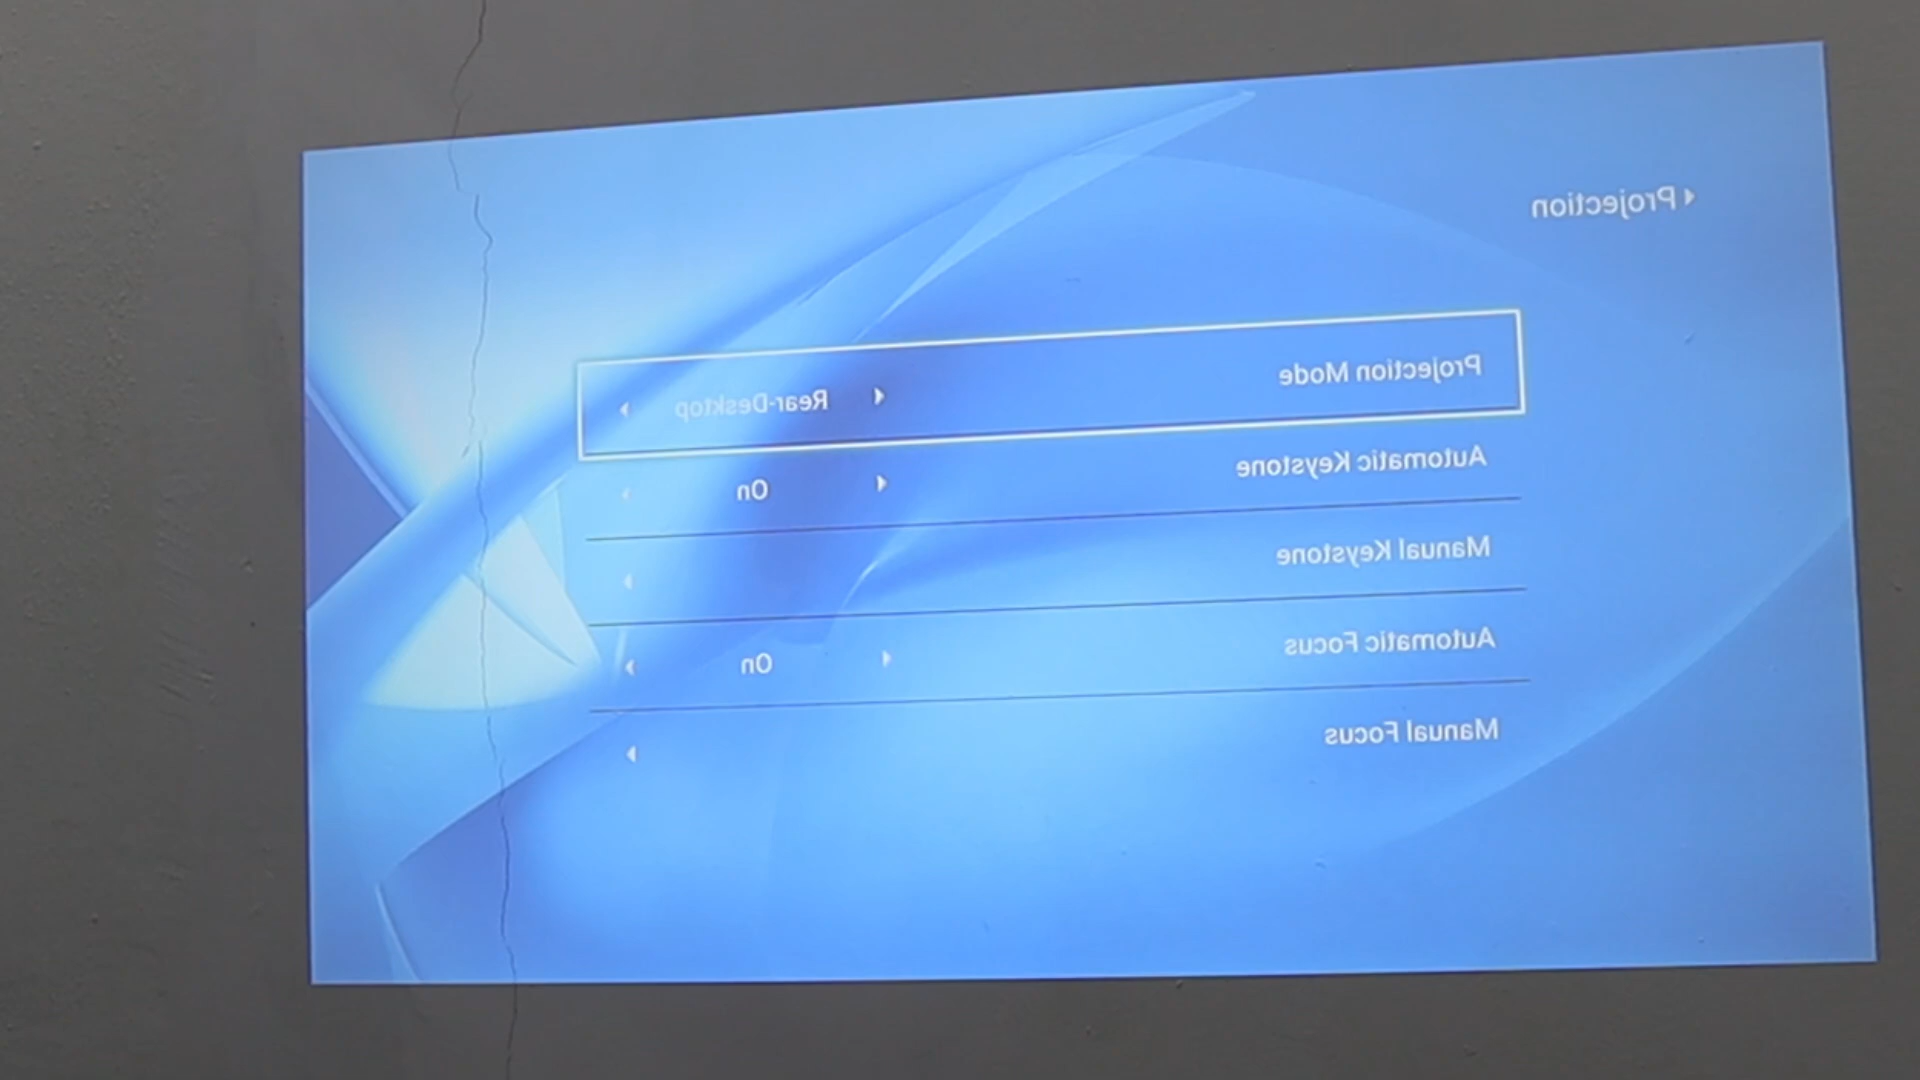 Projection
Projection Mode Rear-Desktop
Automatic Keystone On
Manual Keystone
Automatic Focus On
Manual Focus